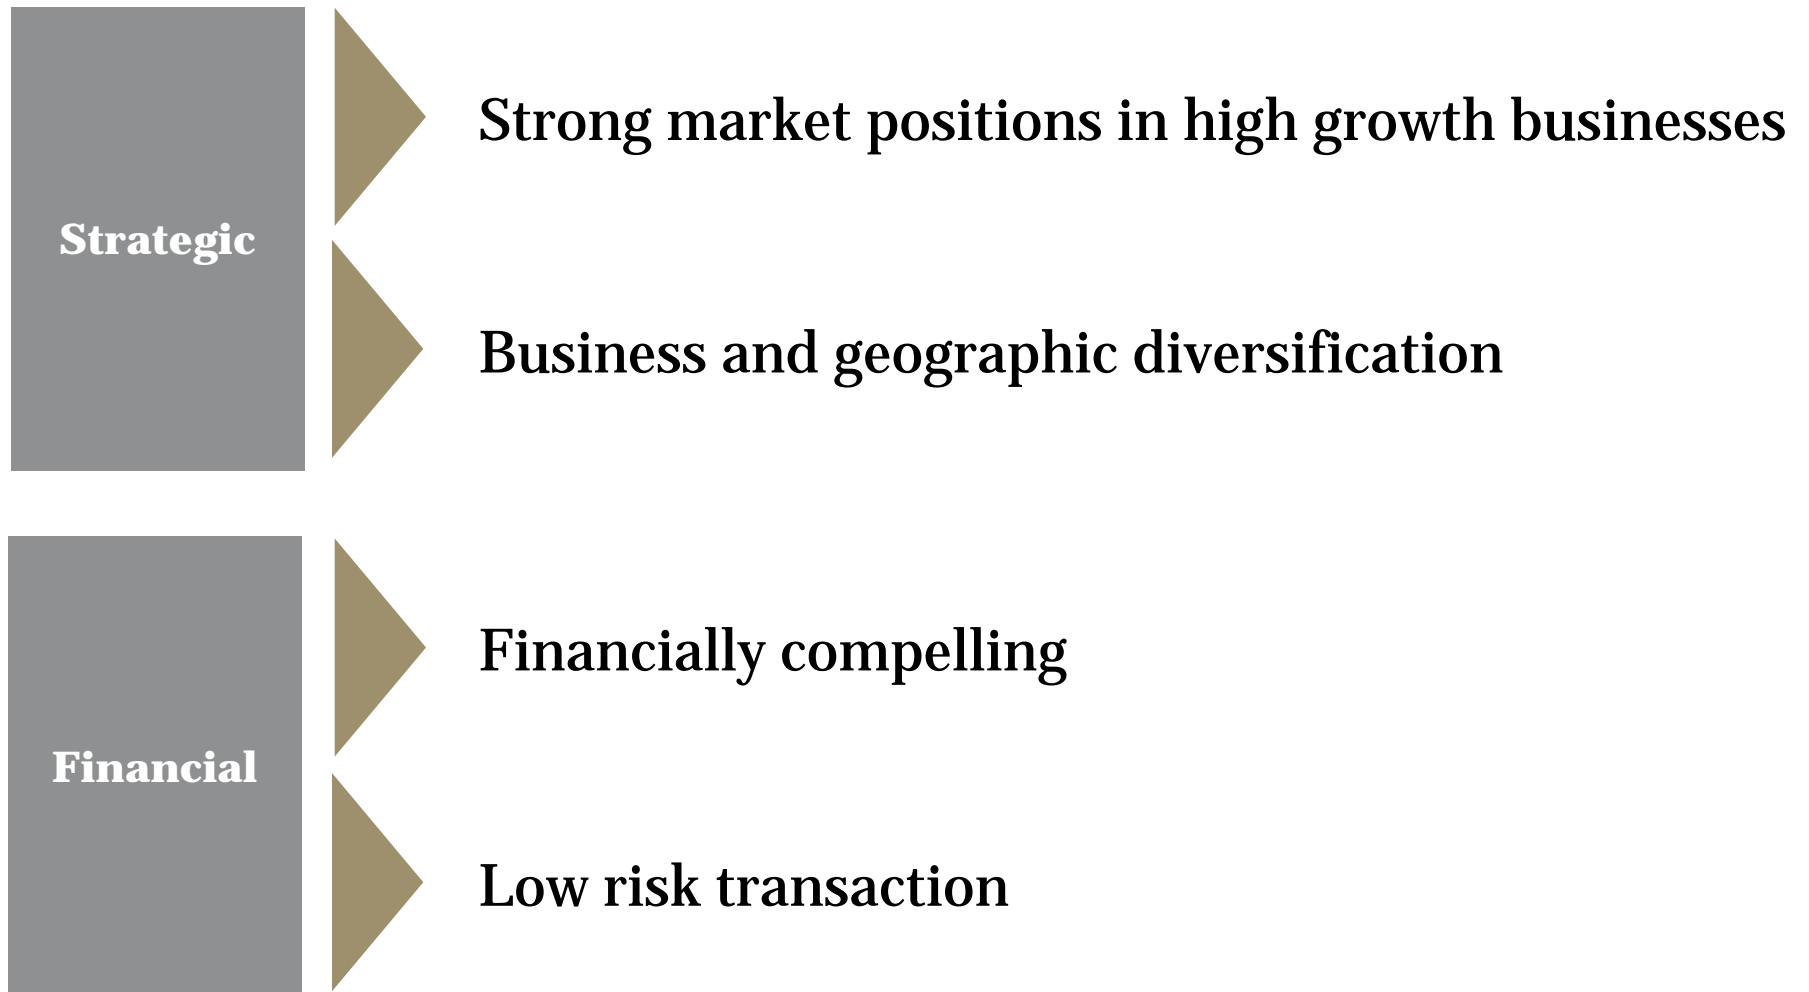 Strategic
Strong market positions in high growth businesses
Business and geographic diversification
Financial
Financially compelling
Low risk transaction